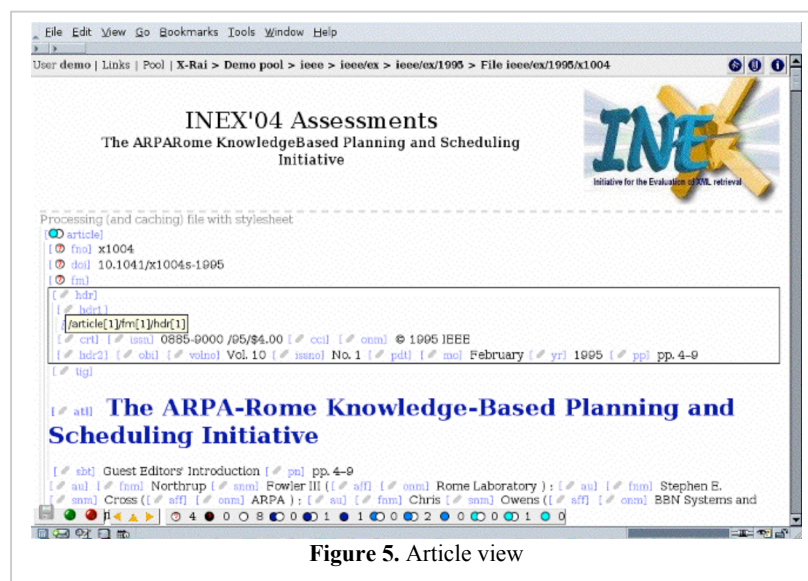 File Edit View Go Bookmarks Tools Window Help
User demo | Links | Pool | X-Rai > Demo pool > ieee > ieee/ex > ieee/ex/1995 > File ieee/ex/1995/x1004
INEX'04 Assessments
The ARPARome KnowledgeBased Planning and Scheduling
Initiative
INEX
Initiative for the Evaluation of XML retrieval
Processing (and caching) file with stylesheet
[ article]
[ fno] x1004
[ doi] 10.1041/x1004s-1995
[ fm]
[ hdr]
[ hdr1]
/article[1]/fm[1]/hdr[1]
[ crt] [ issn] 0885-9000 /95/$4.00 [ cci] [ onm] © 1995 IEEE
[ hdr2] [ obi] [ volno] Vol. 10 [ issno] No. 1 [ pdt] [ mo] February [ yr] 1995 [ pp] pp. 4–9
[ tig]
[ atl] The ARPA-Rome Knowledge-Based Planning and
Scheduling Initiative
[ sbt] Guest Editors' Introduction [ pn] pp. 4–9
[ au] [ fnm] Northrup [ snm] Fowler III ([ aff] [ onm] Rome Laboratory ) ; [ au] [ fnm] Stephen E.
[ snm] Cross ([ aff] [ onm] ARPA ) ; [ au] [ fnm] Chris [ snm] Owens ([ aff] [ onm] BBN Systems and
4 0 8 0 1 1 0 2 0 0 1 0
Figure 5. Article view